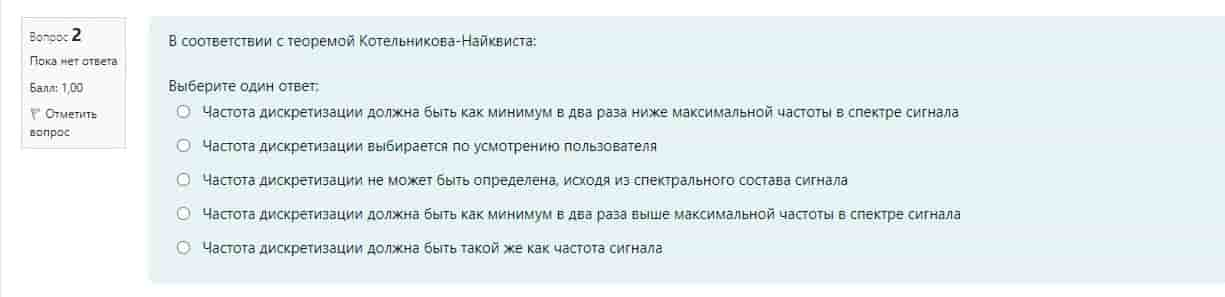 Вопрос 2
Пока нет ответа
Балл: 1,00
Отметить
вопрос
В соответствии с теоремой Котельникова-Найквиста:
Выберите один ответ:
Частота дискретизации должна быть как минимум в два раза ниже максимальной частоты в спектре сигнала
Частота дискретизации выбирается по усмотрению пользователя
Частота дискретизации не может быть определена, исходя из спектрального состава сигнала
Частота дискретизации должна быть как минимум в два раза выше максимальной частоты в спектре сигнала
Частота дискретизации должна быть такой же как частота сигнала